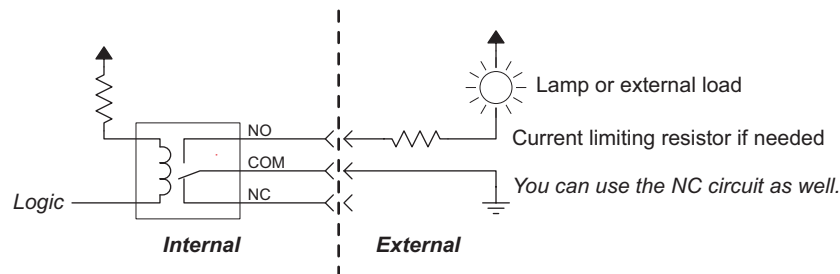 Lamp or external load
NO
Current limiting resistor if needed
COM
You can use the NC circuit as well.
NC
Logic
Internal
External